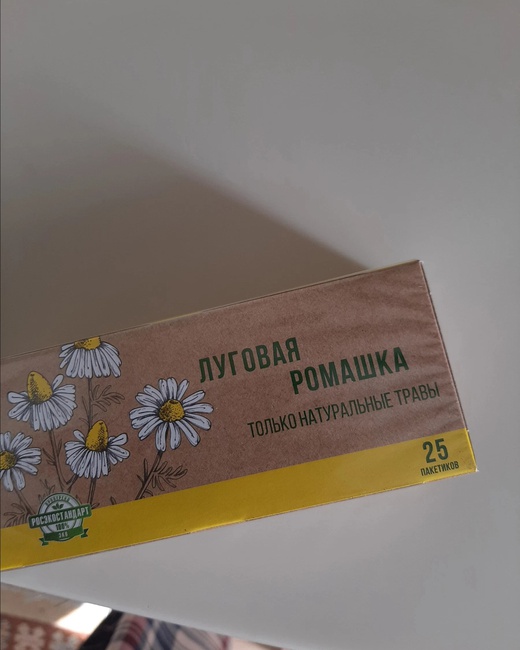 ЛУГОВАЯ
РОМАШКА
ТОЛЬКО НАТУРАЛЬНЫЕ ТРАВЫ
25
ПАКЕТИКОВ
РОСЭКОСТАНДАРТ
100%
ЭКО